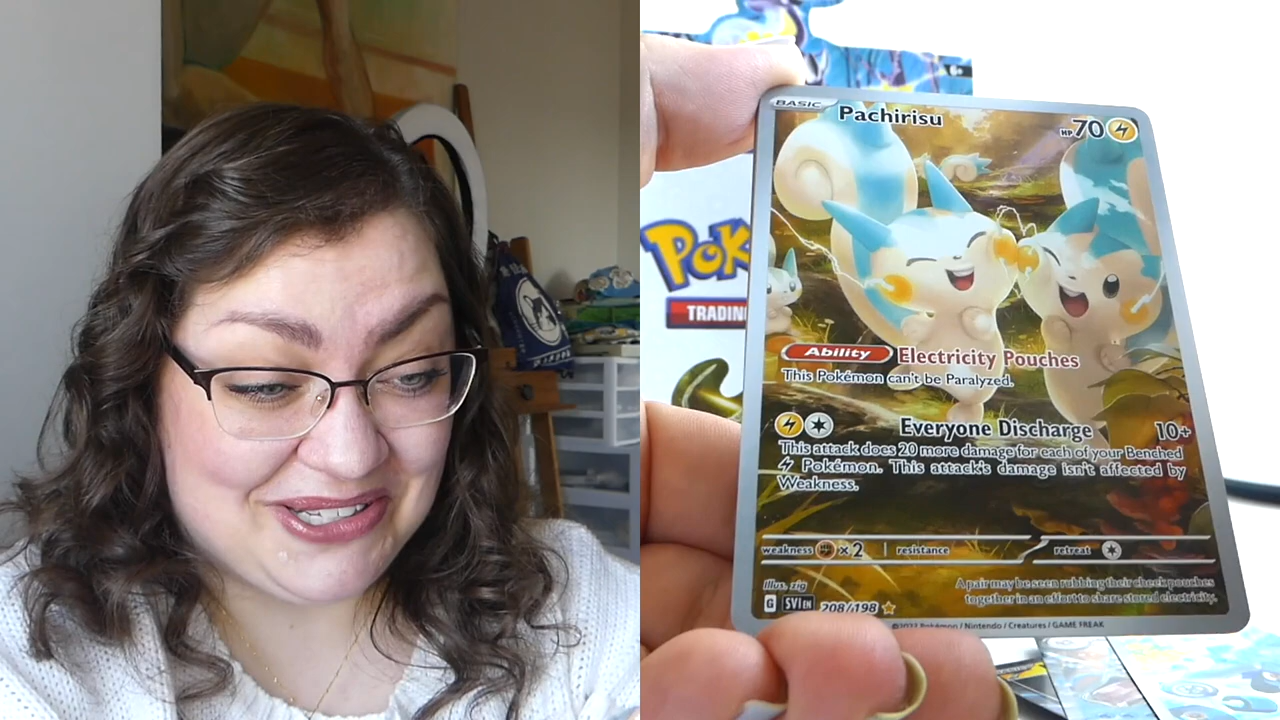 BASIC
Pachirisu
HP 70
POK
TRADIN
Ability Electricity Pouches
This Pokémon can't be Paralyzed.
Everyone Discharge 10+
This attack does 20 more damage for each of your Benched
Pokémon. This attack's damage isn't affected by
Weakness.
weakness ×2 resistance retreat
Illus. zig
A pair may be seen rubbing their cheek pouches
together in an effort to share stored electricity.
G SVI EN 208/198
©2023 Pokémon / Nintendo / Creatures / GAME FREAK